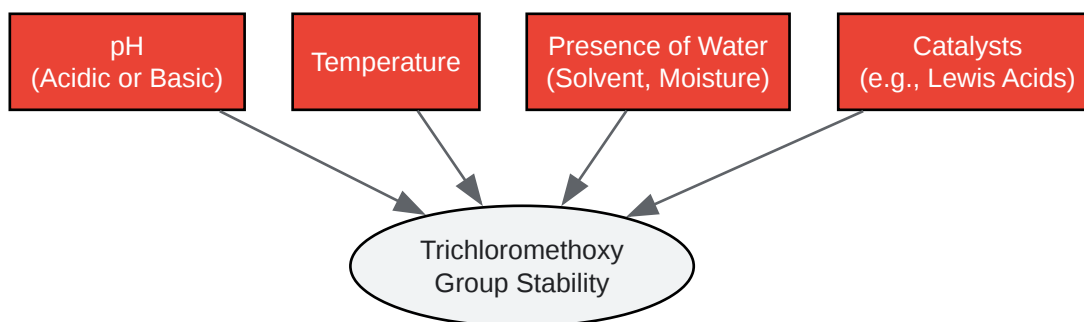 pH
(Acidic or Basic)
Temperature
Presence of Water
(Solvent, Moisture)
Catalysts
(e.g., Lewis Acids)
Trichloromethoxy
Group Stability